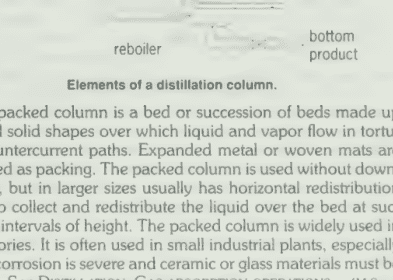 reboiler
bottom
product
Elements of a distillation column.
packed column is a bed or succession of beds made up
solid shapes over which liquid and vapor flow in tortu
untercurrent paths. Expanded metal or woven mats are
ed as packing. The packed column is used without down
, but in larger sizes usually has horizontal redistribution
o collect and redistribute the liquid over the bed at suc
intervals of height. The packed column is widely used i
ories. It is often used in small industrial plants, especially
corrosion is severe and ceramic or glass materials must be